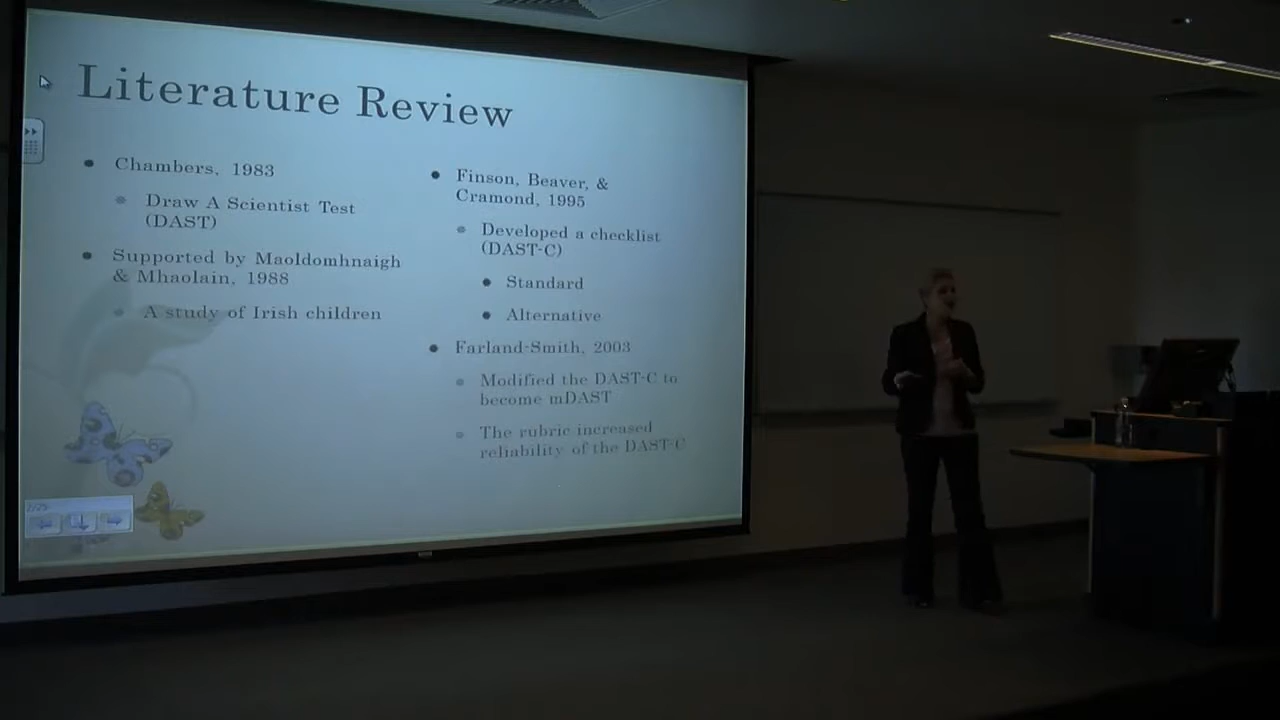 Literature Review
Chambers, 1983
Draw A Scientist Test
(DAST)
Supported by Maoldomhnaigh
& Mhaolain, 1988
A study of Irish children
Finson, Beaver, &
Cramond, 1995
Developed a checklist
(DAST-C)
Standard
Alternative
Farland-Smith, 2003
Modified the DAST-C to
become mDAST
The rubric increased
reliability of the DAST-C